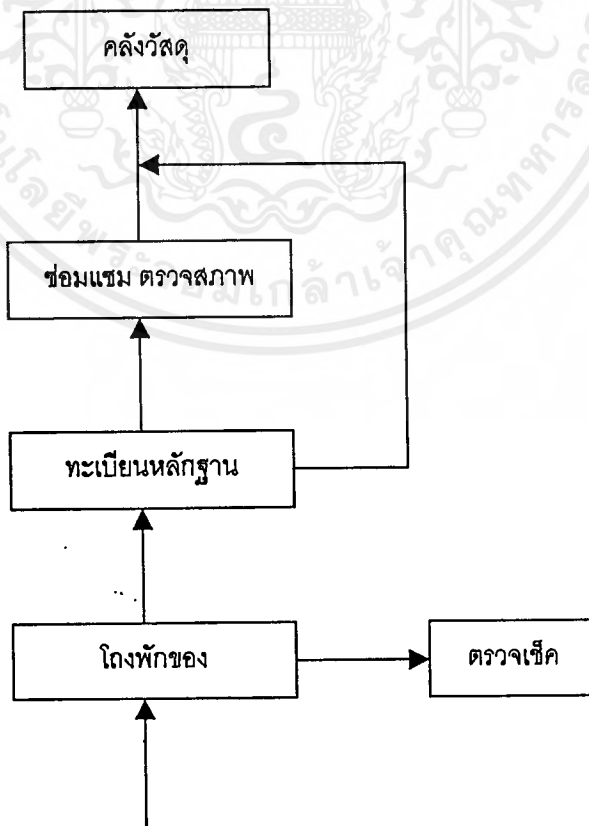 คลังวัสดุ
ซ่อมแซม ตรวจสภาพ
ทะเบียนหลักฐาน
โถงพักของ
ตรวจเช็ค